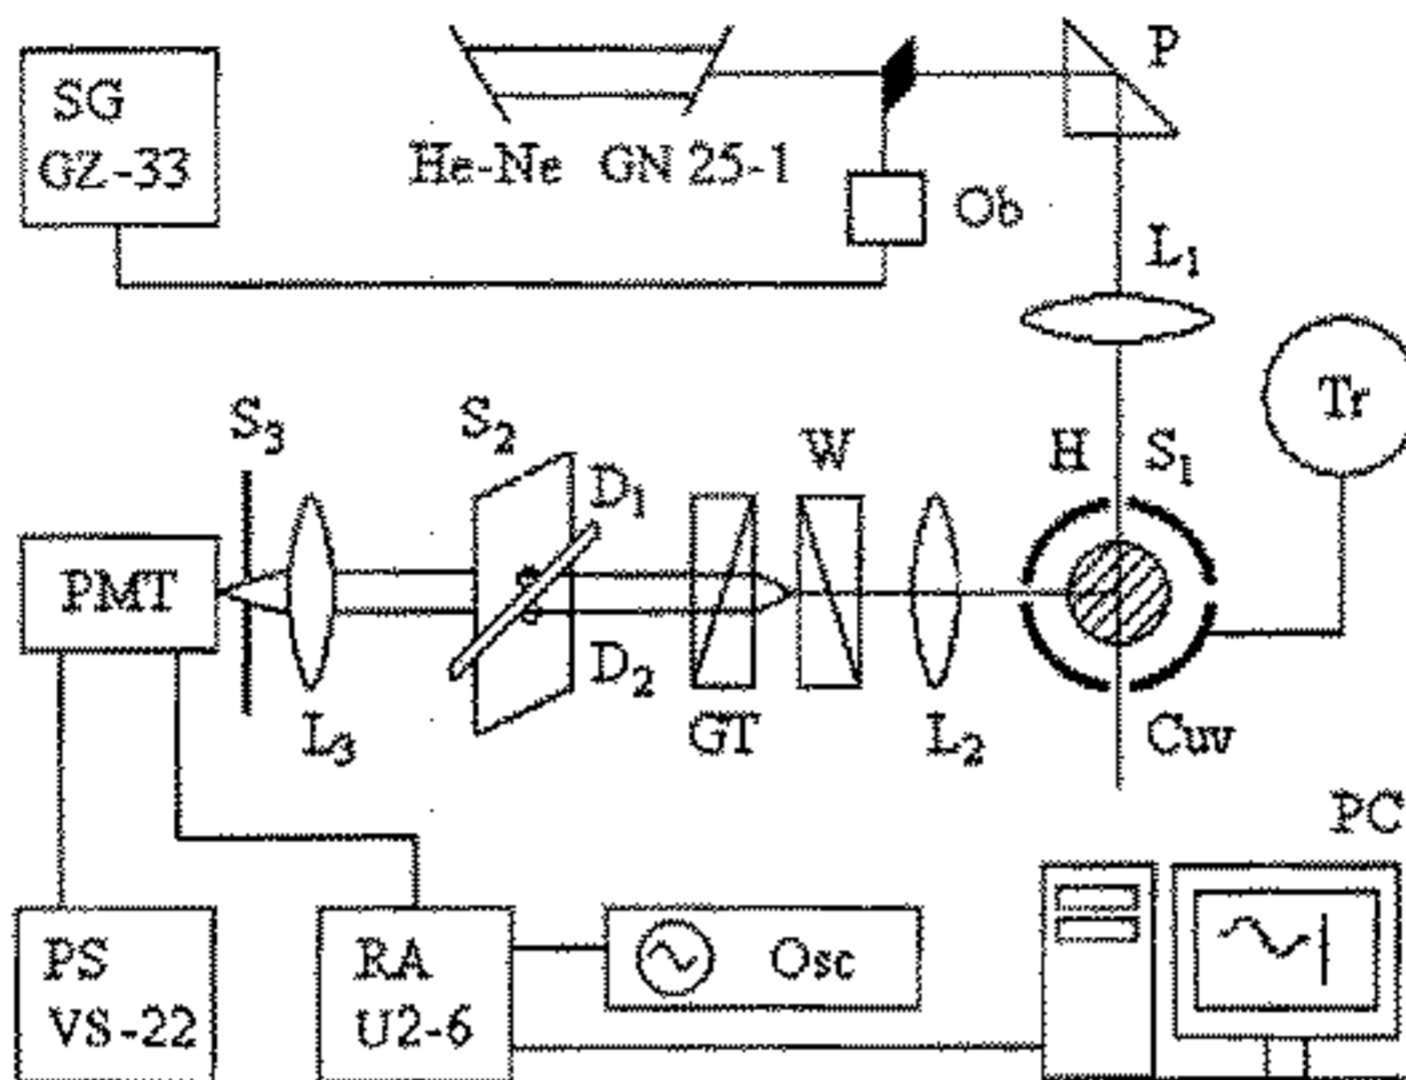 SG
GZ-33
He-Ne GN 25-1
P
Ob
L1
Tr
S3
S2
D1
W
H
S1
PMT
D2
L3
GT
L2
Cuv
PC
PS
VS-22
RA
U2-6
Osc